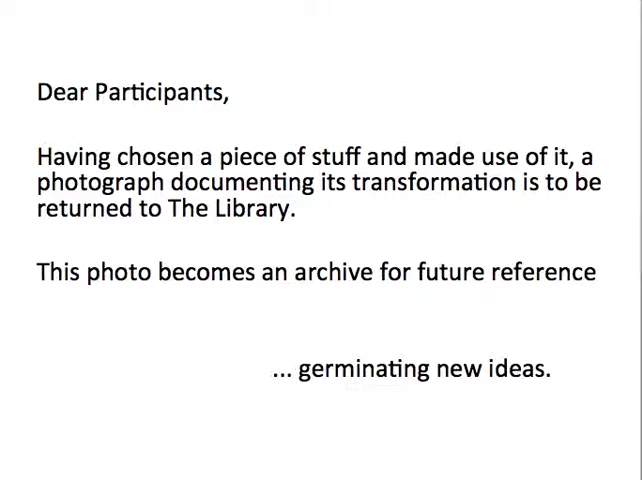 Dear Participants,
Having chosen a piece of stuff and made use of it, a
photograph documenting its transformation is to be
returned to The Library.
This photo becomes an archive for future reference
... germinating new ideas.